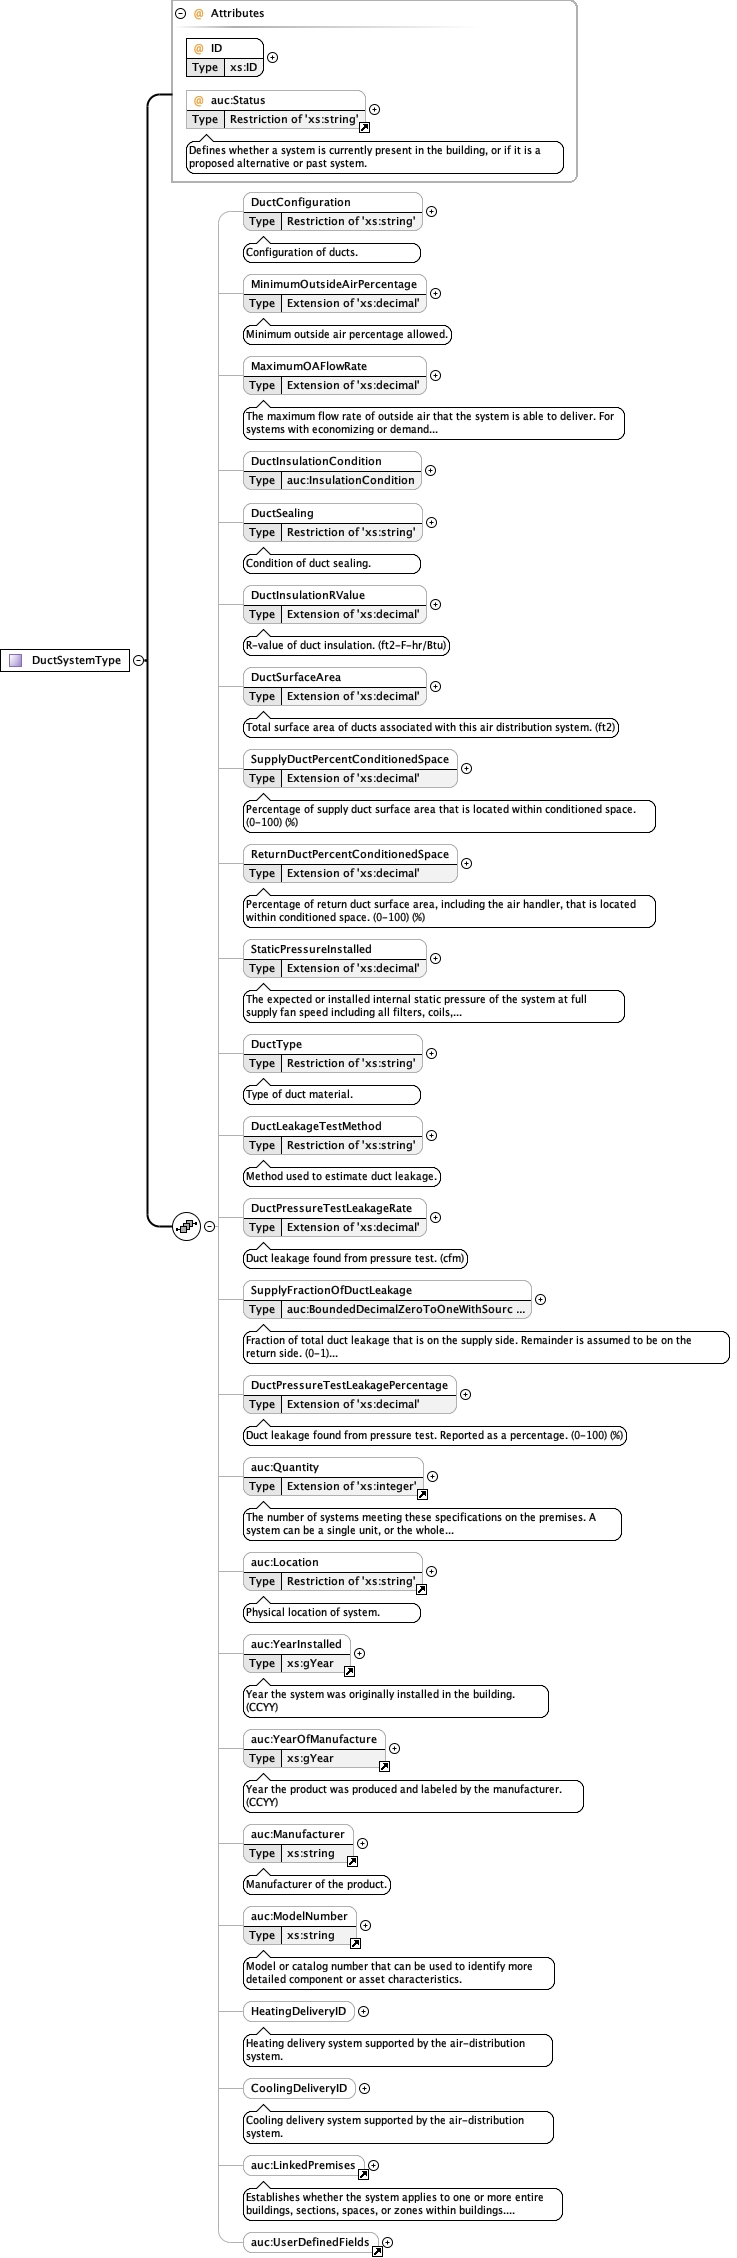 @ Attributes
@ ID
Type xs:ID
@ auc:Status
Type Restriction of 'xs:string'
Defines whether a system is currently present in the building, or if it is a
proposed alternative or past system.
DuctConfiguration
Type Restriction of 'xs:string'
Configuration of ducts.
MinimumOutsideAirPercentage
Type Extension of 'xs:decimal'
Minimum outside air percentage allowed.
MaximumOAFlowRate
Type Extension of 'xs:decimal'
The maximum flow rate of outside air that the system is able to deliver. For
systems with economizing or demand...
DuctInsulationCondition
Type auc:InsulationCondition
DuctSealing
Type Restriction of 'xs:string'
Condition of duct sealing.
DuctInsulationRValue
Type Extension of 'xs:decimal'
R-value of duct insulation. (ft2-F-hr/Btu)
DuctSystemType
DuctSurfaceArea
Type Extension of 'xs:decimal'
Total surface area of ducts associated with this air distribution system. (ft2)
SupplyDuctPercentConditionedSpace
Type Extension of 'xs:decimal'
Percentage of supply duct surface area that is located within conditioned space.
(0-100) (%)
ReturnDuctPercentConditionedSpace
Type Extension of 'xs:decimal'
Percentage of return duct surface area, including the air handler, that is located
within conditioned space. (0-100) (%)
StaticPressureInstalled
Type Extension of 'xs:decimal'
The expected or installed internal static pressure of the system at full
supply fan speed including all filters, coils,...
DuctType
Type Restriction of 'xs:string'
Type of duct material.
DuctLeakageTestMethod
Type Restriction of 'xs:string'
Method used to estimate duct leakage.
DuctPressureTestLeakageRate
Type Extension of 'xs:decimal'
Duct leakage found from pressure test. (cfm)
SupplyFractionOfDuctLeakage
Type auc:BoundedDecimalZeroToOneWithSourc ...
Fraction of total duct leakage that is on the supply side. Remainder is assumed to be on the
return side. (0-1)...
DuctPressureTestLeakagePercentage
Type Extension of 'xs:decimal'
Duct leakage found from pressure test. Reported as a percentage. (0-100) (%)
auc:Quantity
Type Extension of 'xs:integer'
The number of systems meeting these specifications on the premises. A
system can be a single unit, or the whole...
auc:Location
Type Restriction of 'xs:string'
Physical location of system.
auc:YearInstalled
Type xs:gYear
Year the system was originally installed in the building.
(CCYY)
auc:YearOfManufacture
Type xs:gYear
Year the product was produced and labeled by the manufacturer.
(CCYY)
auc:Manufacturer
Type xs:string
Manufacturer of the product.
auc:ModelNumber
Type xs:string
Model or catalog number that can be used to identify more
detailed component or asset characteristics.
HeatingDeliveryID
Heating delivery system supported by the air-distribution
system.
CoolingDeliveryID
Cooling delivery system supported by the air-distribution
system.
auc:LinkedPremises
Establishes whether the system applies to one or more entire
buildings, sections, spaces, or zones within buildings....
auc:UserDefinedFields